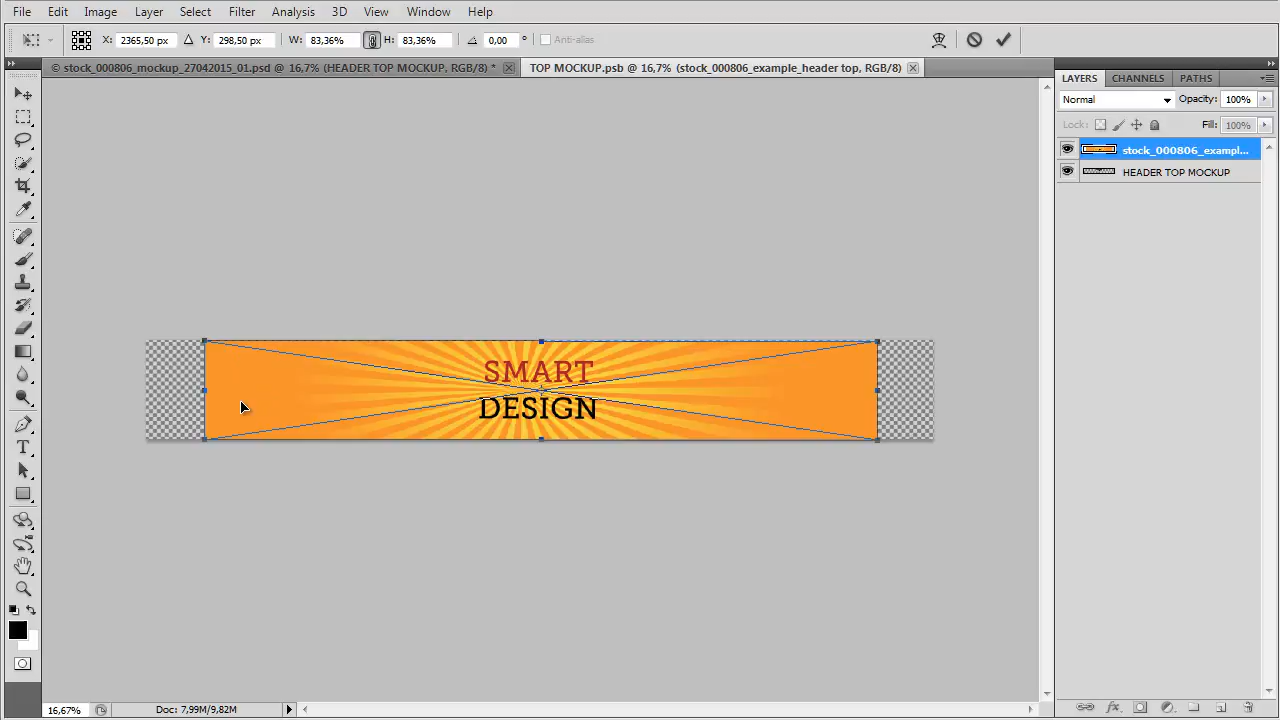 File Edit Image Layer Select Filter Analysis 3D View Window Help
X: 2365,50 px Y: 298,50 px W: 83,36% H: 83,36% 0,00 ° Anti-alias
© stock_000806_mockup_27042015_01.psd @ 16,7% (HEADER TOP MOCKUP, RGB/8) * TOP MOCKUP.psb @ 16,7% (stock_000806_example_header top, RGB/8)
LAYERS CHANNELS PATHS
Normal Opacity: 100%
Lock: Fill: 100%
stock_000806_exampl...
HEADER TOP MOCKUP
SMART
DESIGN
16,67% Doc: 7,99M/9,82M